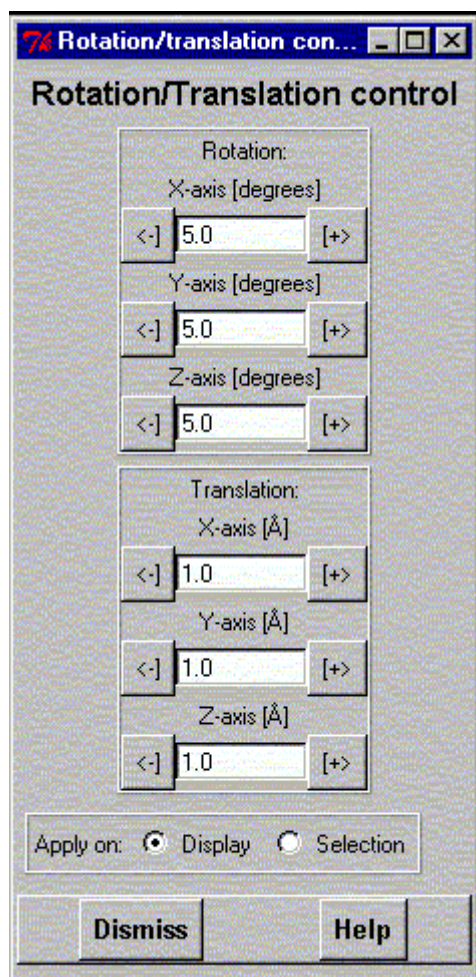 Rotation/translation con...
Rotation/Translation control
Rotation:
X-axis [degrees]
<-] 5.0 [+>
Y-axis [degrees]
<-] 5.0 [+>
Z-axis [degrees]
<-] 5.0 [+>
Translation:
X-axis [Å]
<-] 1.0 [+>
Y-axis [Å]
<-] 1.0 [+>
Z-axis [Å]
<-] 1.0 [+>
Apply on: Display Selection
Dismiss Help